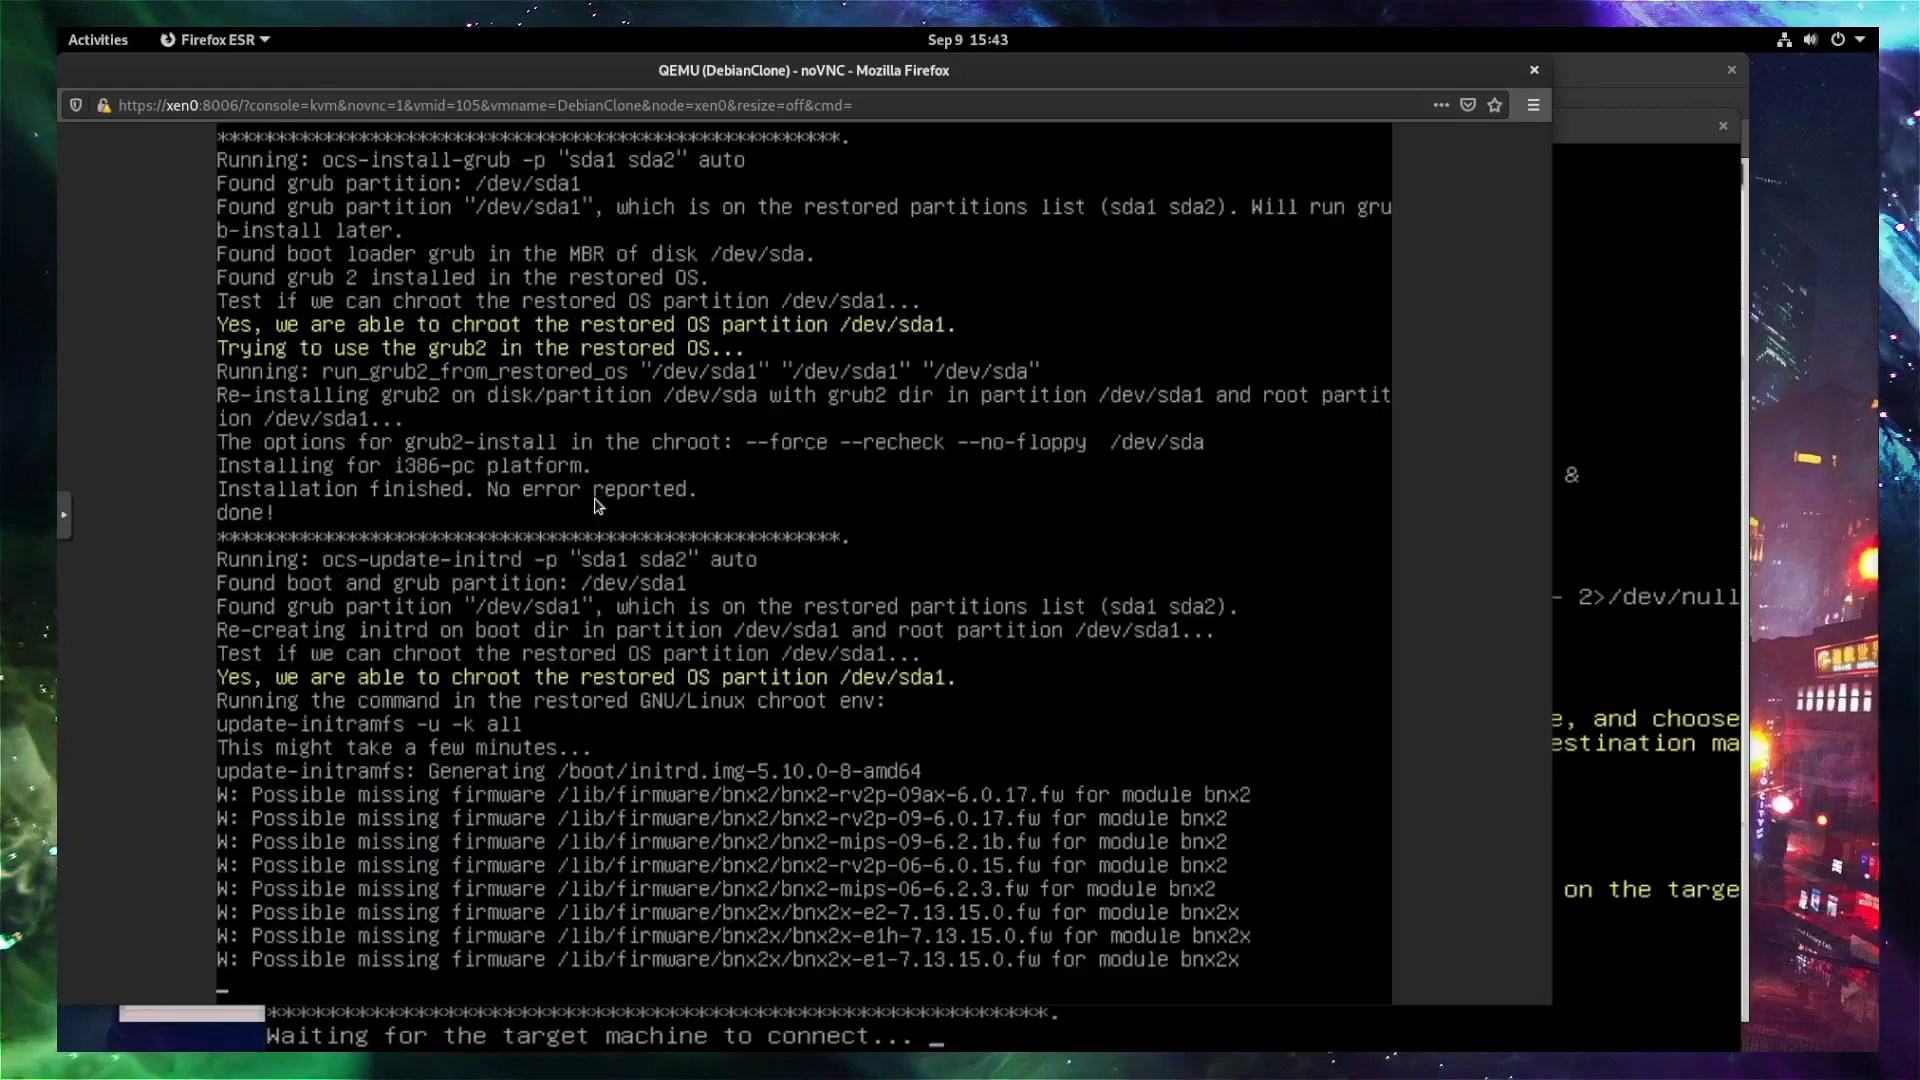 Activities
Firefox ESR
Sep 9 15:43
QEMU (DebianClone) - noVNC - Mozilla Firefox
https://xen0:8006/?console=kvm&novnc=1&vmid=105&vmname=DebianClone&node=xen0&resize=off&cmd=
*****************************************************.
Running: ocs-install-grub -p "sda1 sda2" auto
Found grub partition: /dev/sda1
Found grub partition "/dev/sda1", which is on the restored partitions list (sda1 sda2). Will run gru
b-install later.
Found boot loader grub in the MBR of disk /dev/sda.
Found grub 2 installed in the restored OS.
Test if we can chroot the restored OS partition /dev/sda1...
Yes, we are able to chroot the restored OS partition /dev/sda1.
Trying to use the grub2 in the restored OS...
Running: run_grub2_from_restored_os "/dev/sda1" "/dev/sda1" "/dev/sda"
Re-installing grub2 on disk/partition /dev/sda with grub2 dir in partition /dev/sda1 and root partit
ion /dev/sda1...
The options for grub2-install in the chroot: --force --recheck --no-floppy  /dev/sda
Installing for i386-pc platform.
&
Installation finished. No error reported.
done!
*****************************************************.
Running: ocs-update-initrd -p "sda1 sda2" auto
Found boot and grub partition: /dev/sda1
- 2>/dev/null
Found grub partition "/dev/sda1", which is on the restored partitions list (sda1 sda2).
Re-creating initrd on boot dir in partition /dev/sda1 and root partition /dev/sda1...
Test if we can chroot the restored OS partition /dev/sda1...
Yes, we are able to chroot the restored OS partition /dev/sda1.
Running the command in the restored GNU/Linux chroot env:
e, and choose
update-initramfs -u -k all
estination ma
This might take a few minutes...
update-initramfs: Generating /boot/initrd.img-5.10.0-8-amd64
W: Possible missing firmware /lib/firmware/bnx2/bnx2-rv2p-09ax-6.0.17.fw for module bnx2
W: Possible missing firmware /lib/firmware/bnx2/bnx2-rv2p-09-6.0.17.fw for module bnx2
W: Possible missing firmware /lib/firmware/bnx2/bnx2-mips-09-6.2.1b.fw for module bnx2
W: Possible missing firmware /lib/firmware/bnx2/bnx2-rv2p-06-6.0.15.fw for module bnx2
W: Possible missing firmware /lib/firmware/bnx2/bnx2-mips-06-6.2.3.fw for module bnx2
on the targe
W: Possible missing firmware /lib/firmware/bnx2x/bnx2x-e2-7.13.15.0.fw for module bnx2x
W: Possible missing firmware /lib/firmware/bnx2x/bnx2x-e1h-7.13.15.0.fw for module bnx2x
W: Possible missing firmware /lib/firmware/bnx2x/bnx2x-e1-7.13.15.0.fw for module bnx2x
_
*****************************************************.
Waiting for the target machine to connect... _